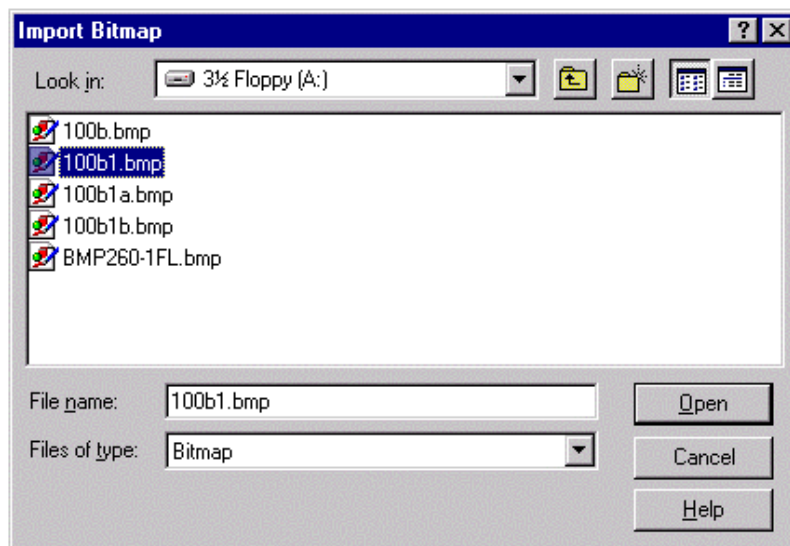 Import Bitmap
Look in: 3½ Floppy (A:)
100b.bmp
100b1.bmp
100b1a.bmp
100b1b.bmp
BMP260-1FL.bmp
File name: 100b1.bmp Open
Files of type: Bitmap Cancel
Help